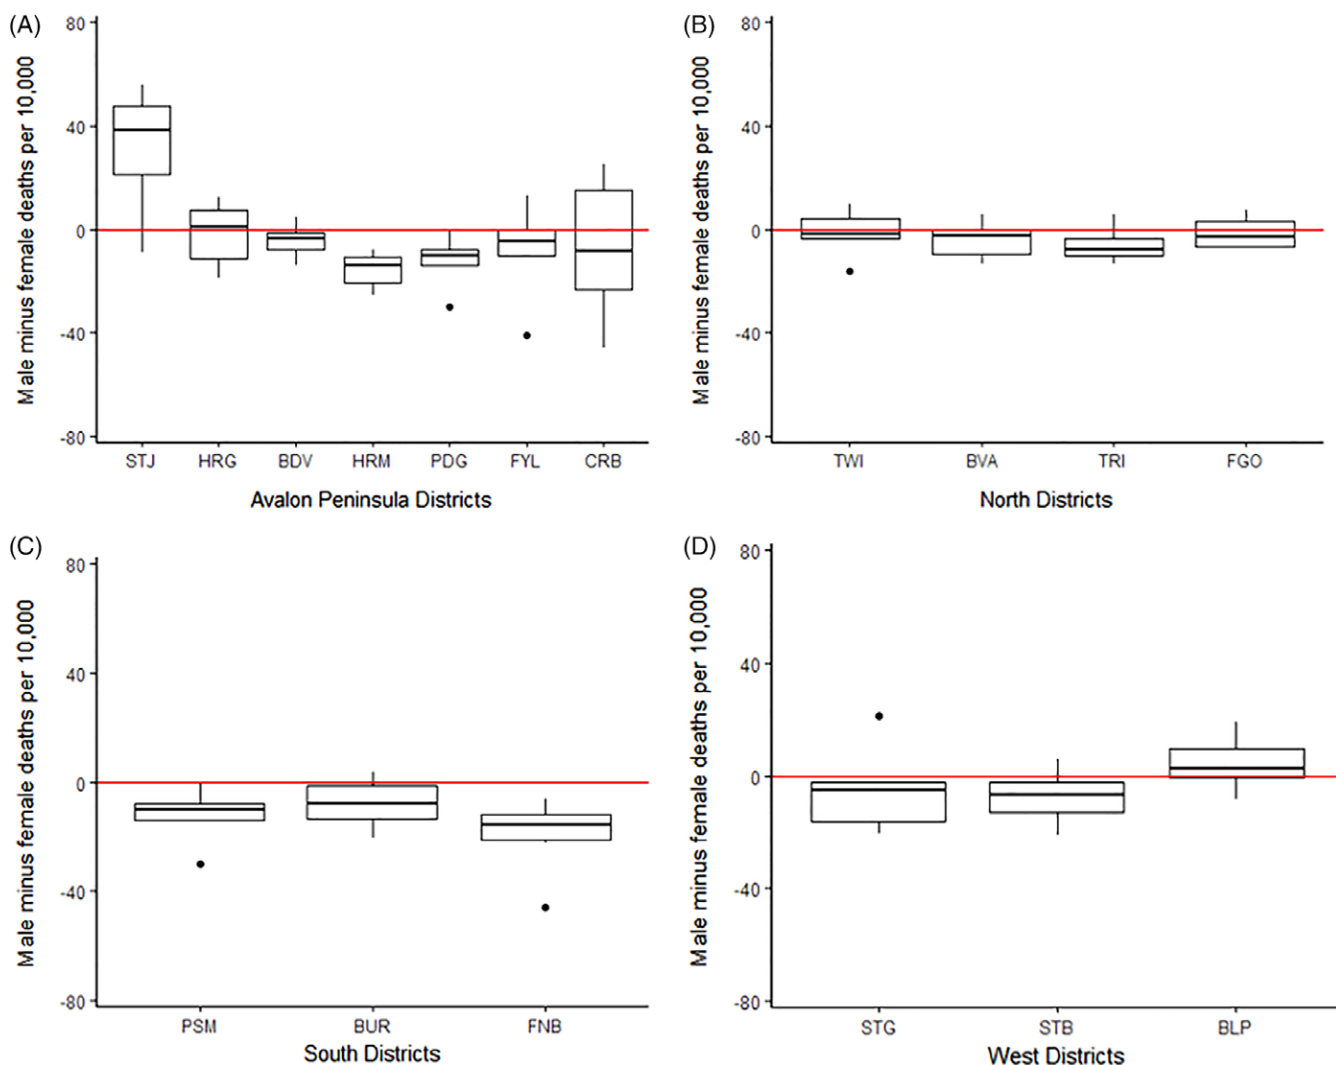 (A)
Male minus female deaths per 10,000
80
40
0
-40
-80
STJ HRG BDV HRM PDG FYL CRB
Avalon Peninsula Districts
(B)
Male minus female deaths per 10,000
80
40
0
-40
-80
TWI BVA TRI FGO
North Districts
(C)
Male minus female deaths per 10,000
80
40
0
-40
-80
PSM BUR FNB
South Districts
(D)
Male minus female deaths per 10,000
80
40
0
-40
-80
STG STB BLP
West Districts